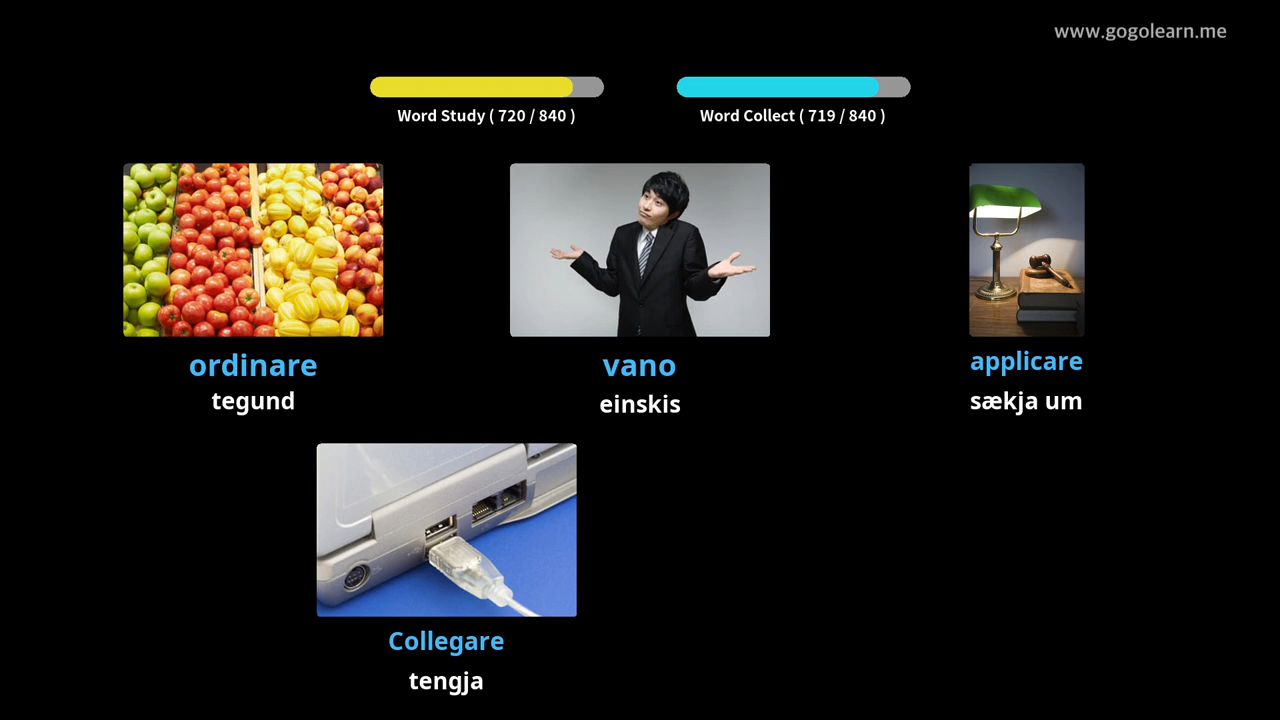 www.gogolearn.me
Word Study ( 720 / 840 )
Word Collect ( 719 / 840 )
ordinare
tegund
vano
einskis
applicare
sækja um
Collegare
tengja